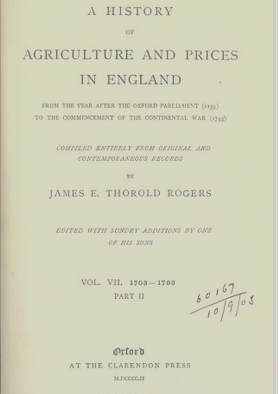 A HISTORY
OF
AGRICULTURE AND PRICES
IN ENGLAND
FROM THE YEAR AFTER THE OXFORD PARLIAMENT (1259)
TO THE COMMENCEMENT OF THE CONTINENTAL WAR (1793)
COMPILED ENTIRELY FROM ORIGINAL AND
CONTEMPORANEOUS RECORDS
BY
JAMES E. THOROLD ROGERS
EDITED WITH SUNDRY ADDITIONS BY ONE
OF HIS SONS
VOL. VII. 1703—1793
PART II
60167
10/9/03
Oxford
AT THE CLARENDON PRESS
M.DCCCC.II